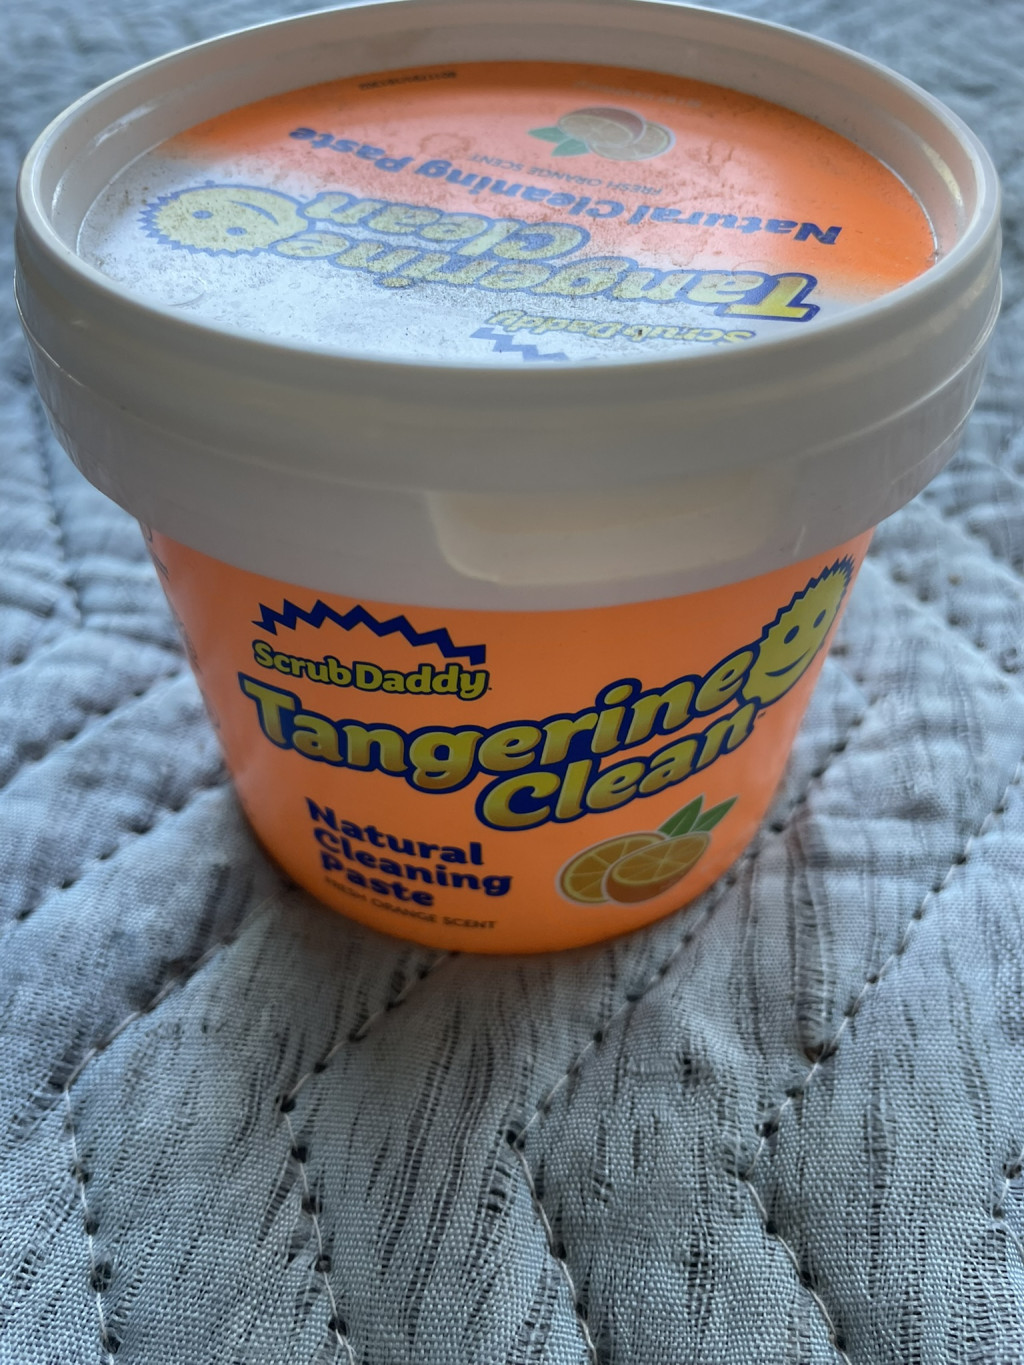 Natural Cleaning Paste
FRESH ORANGE SCENT
Tangerine
Clean
Scrub Daddy
ScrubDaddy
Tangerine
Clean
Natural
Cleaning
Paste
FRESH ORANGE SCENT